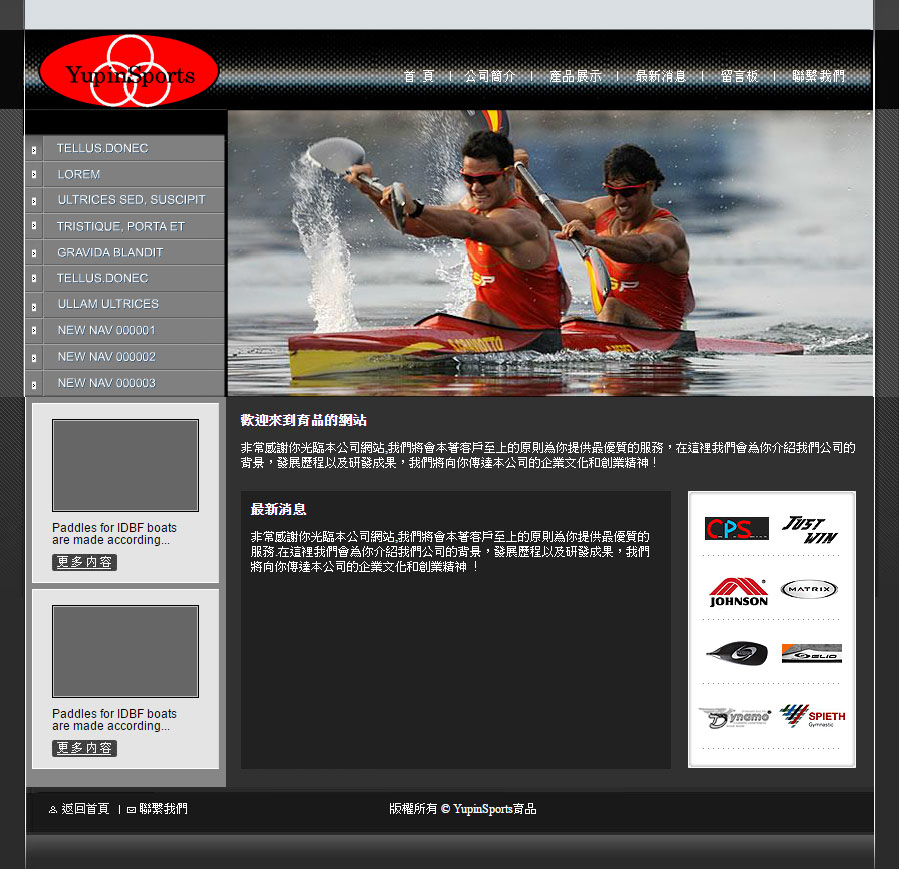 YupinSports
首 頁 | 公司簡介 | 產品展示 | 最新消息 | 留言板 | 聯繫我們
TELLUS.DONEC
LOREM
ULTRICES SED, SUSCIPIT
TRISTIQUE, PORTA ET
GRAVIDA BLANDIT
TELLUS.DONEC
ULLAM ULTRICES
NEW NAV 000001
NEW NAV 000002
NEW NAV 000003
Paddles for IDBF boats
are made according...
更多内容
Paddles for IDBF boats
are made according...
更多内容
歡迎來到育品的網站
非常感謝你光臨本公司網站,我們將會本著客戶至上的原則為你提供最優質的服務，在這裡我們會為你介紹我們公司的
背景，發展歷程以及研發成果，我們將向你傳達本公司的企業文化和創業精神！
最新消息
非常感謝你光臨本公司網站,我們將會本著客戶至上的原則為你提供最優質的
服務.在這裡我們會為你介紹我們公司的背景，發展歷程以及研發成果，我們
將向你傳達本公司的企業文化和創業精神 ！
CPS
JUST WIN
JOHNSON
MATRIX
Dynamo
SPIETH
Gymnastic
返回首頁 | 聯繫我們
版權所有 © YupinSports育品